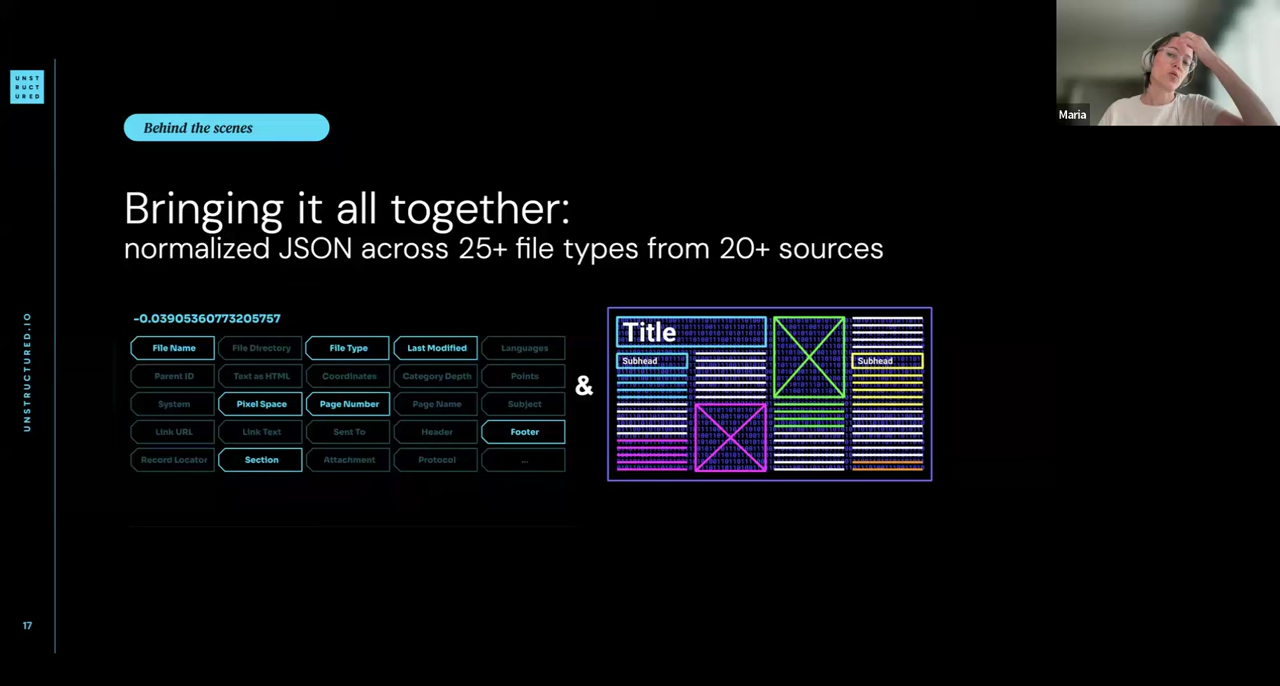 UNST
RUCT
URED
Maria
Behind the scenes
Bringing it all together:
normalized JSON across 25+ file types from 20+ sources
-0.03905360773205757
File Name File Directory File Type Last Modified Languages
Parent ID Text as HTML Coordinates Category Depth Points
System Pixel Space Page Number Page Name Subject
Link URL Link Text Sent To Header Footer
Record Locator Section Attachment Protocol ...
&
Title
Subhead
Subhead
UNSTRUCTURED.IO
17